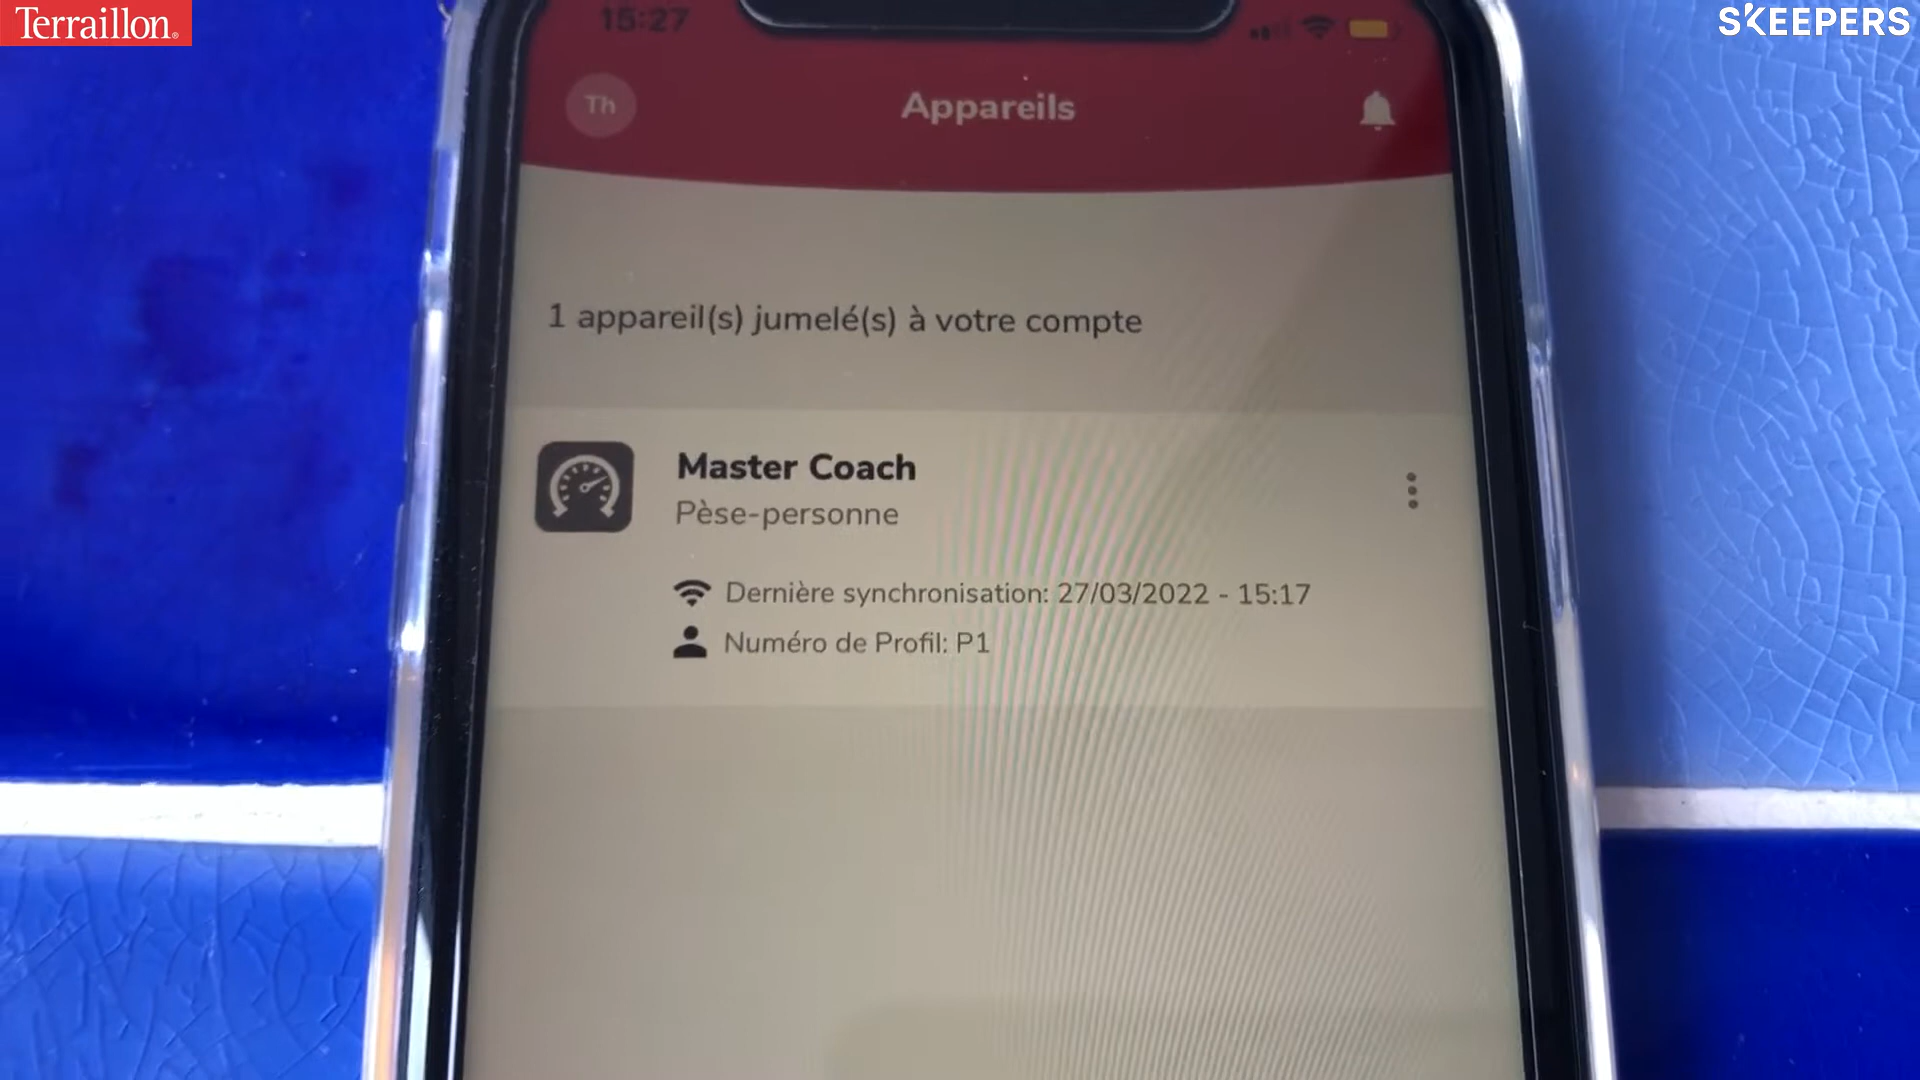 Terraillon.
SKEEPERS
15:27
Th
Appareils
1 appareil(s) jumelé(s) à votre compte
Master Coach
Pèse-personne
Dernière synchronisation: 27/03/2022 - 15:17
Numéro de Profil: P1